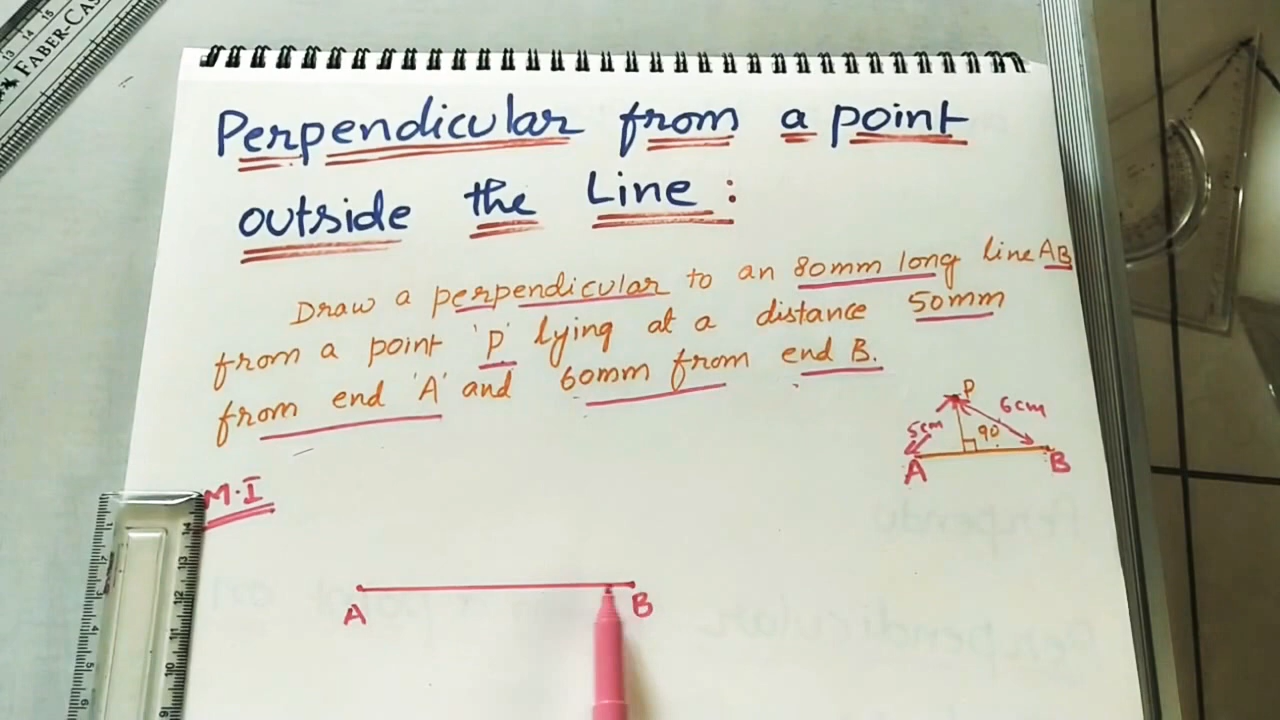 FABER-CAS
Perpendicular from a point
outside the Line:
Draw a perpendicular to an 80mm long line AB
from a point 'P' lying at a distance 50mm
from end 'A' and 60mm from end B.
P
5cm
6cm
90
A
B
M.I
A
B